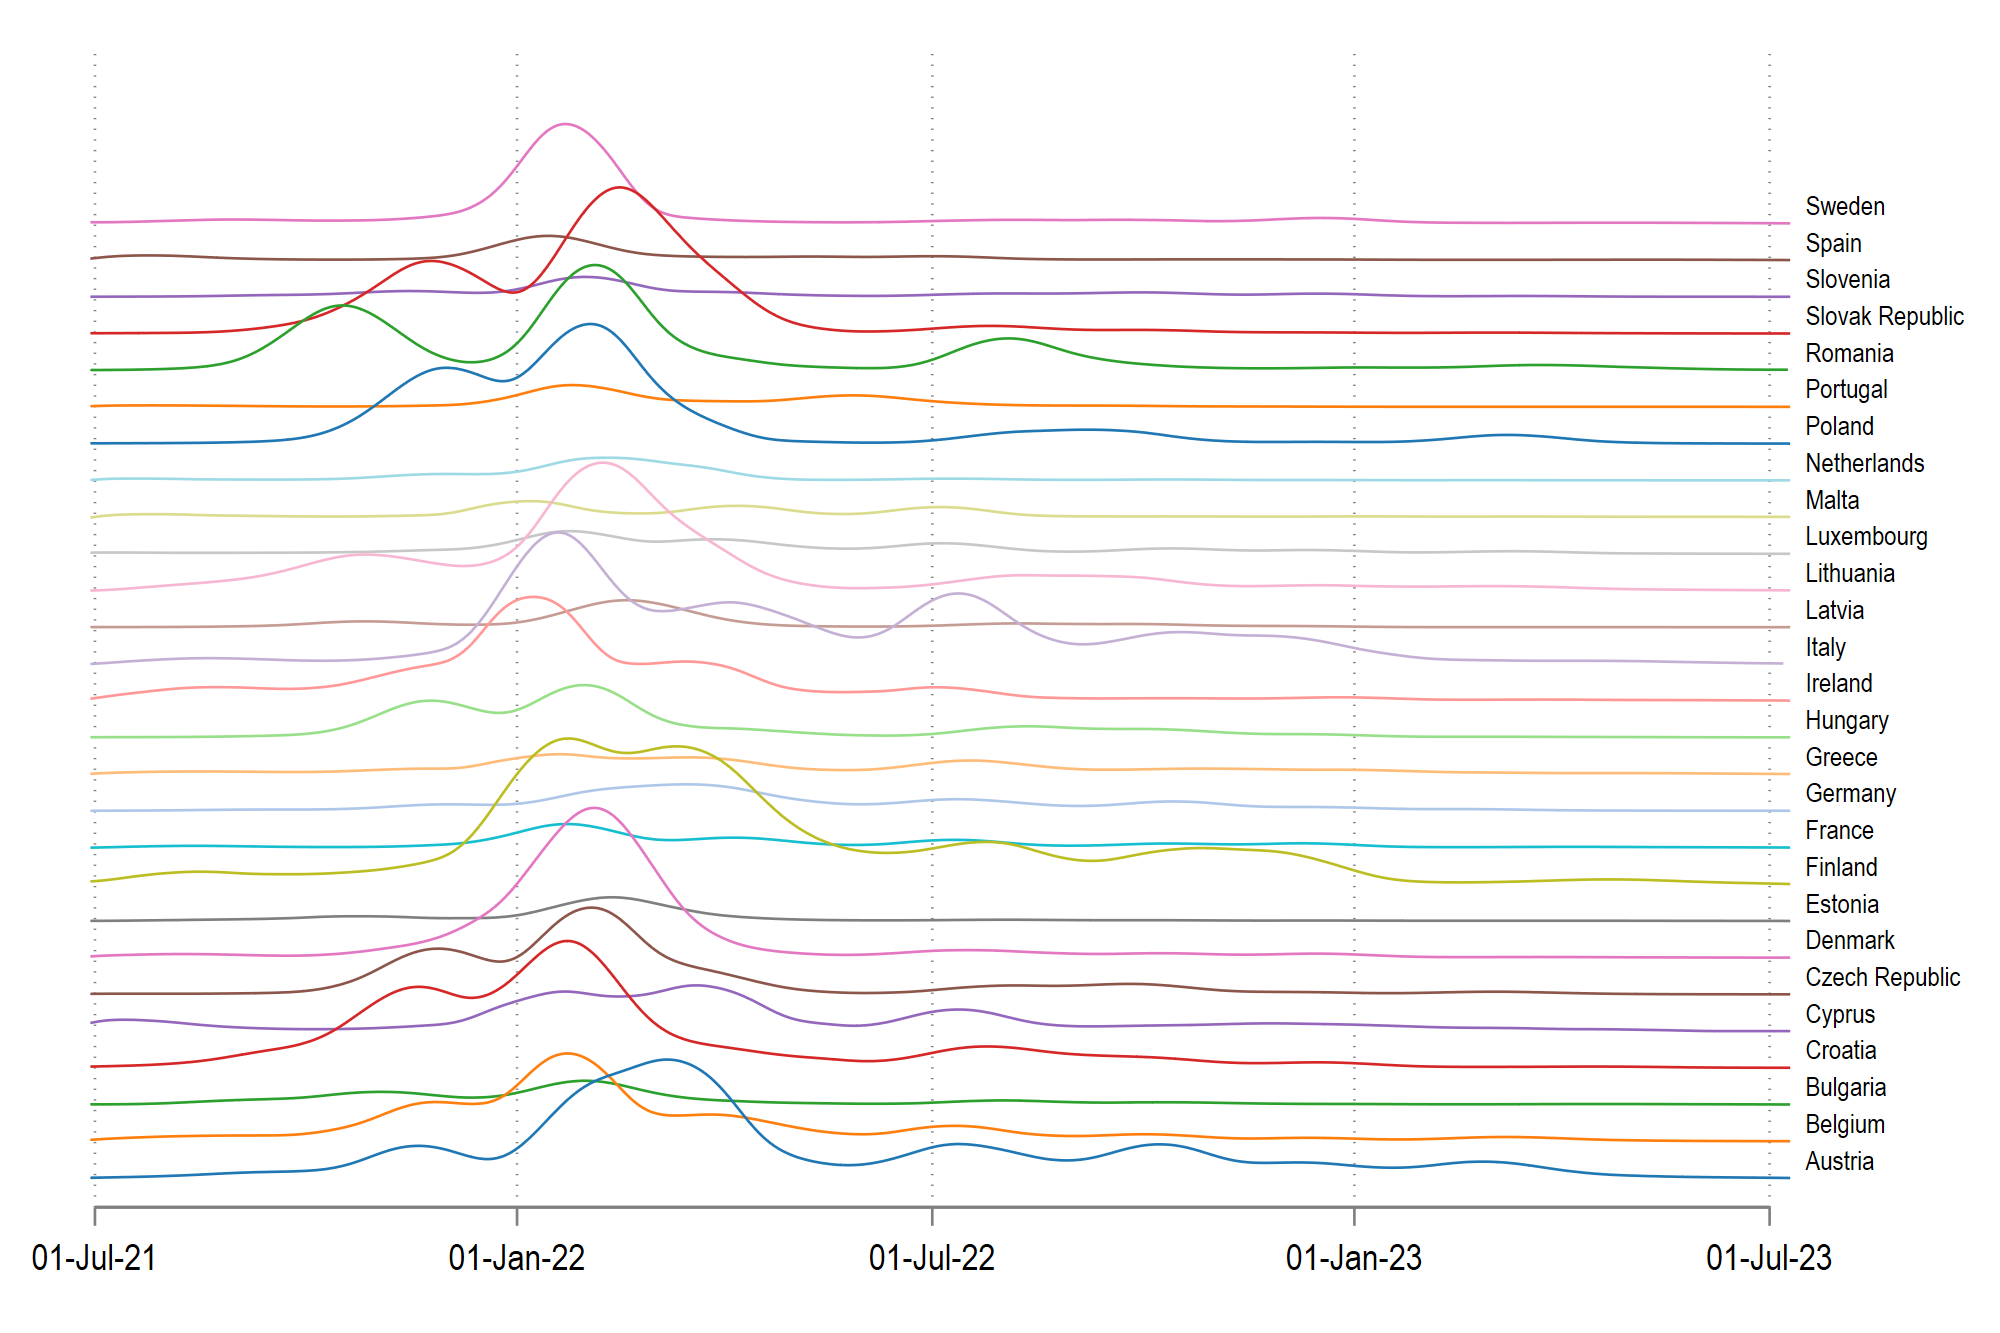 Sweden
Spain
Slovenia
Slovak Republic
Romania
Portugal
Poland
Netherlands
Malta
Luxembourg
Lithuania
Latvia
Italy
Ireland
Hungary
Greece
Germany
France
Finland
Estonia
Denmark
Czech Republic
Cyprus
Croatia
Bulgaria
Belgium
Austria
01-Jul-21 01-Jan-22 01-Jul-22 01-Jan-23 01-Jul-23